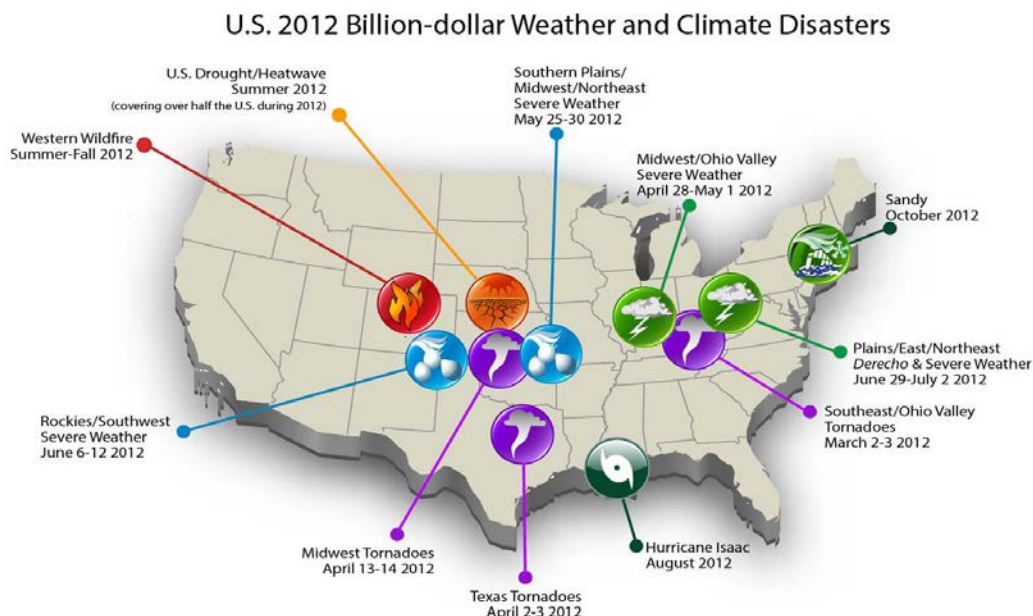 U.S. 2012 Billion-dollar Weather and Climate Disasters
U.S. Drought/Heatwave
Summer 2012
(covering over half the U.S. during 2012)
Southern Plains/
Midwest/Northeast
Severe Weather
May 25-30 2012
Western Wildfire
Summer-Fall 2012
Midwest/Ohio Valley
Severe Weather
April 28-May 1 2012
Sandy
October 2012
Plains/East/Northeast
Derecho & Severe Weather
June 29-July 2 2012
Rockies/Southwest
Severe Weather
June 6-12 2012
Southeast/Ohio Valley
Tornadoes
March 2-3 2012
Midwest Tornadoes
April 13-14 2012
Hurricane Isaac
August 2012
Texas Tornadoes
April 2-3 2012